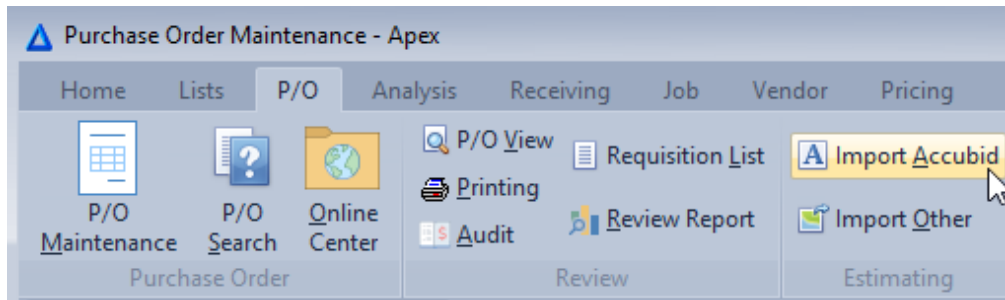 Purchase Order Maintenance - Apex
Home Lists P/O Analysis Receiving Job Vendor Pricing
P/O Maintenance
P/O Search
Online Center
Purchase Order
P/O View
Printing
$ Audit
Requisition List
Review Report
Review
A Import Accubid
Import Other
Estimating